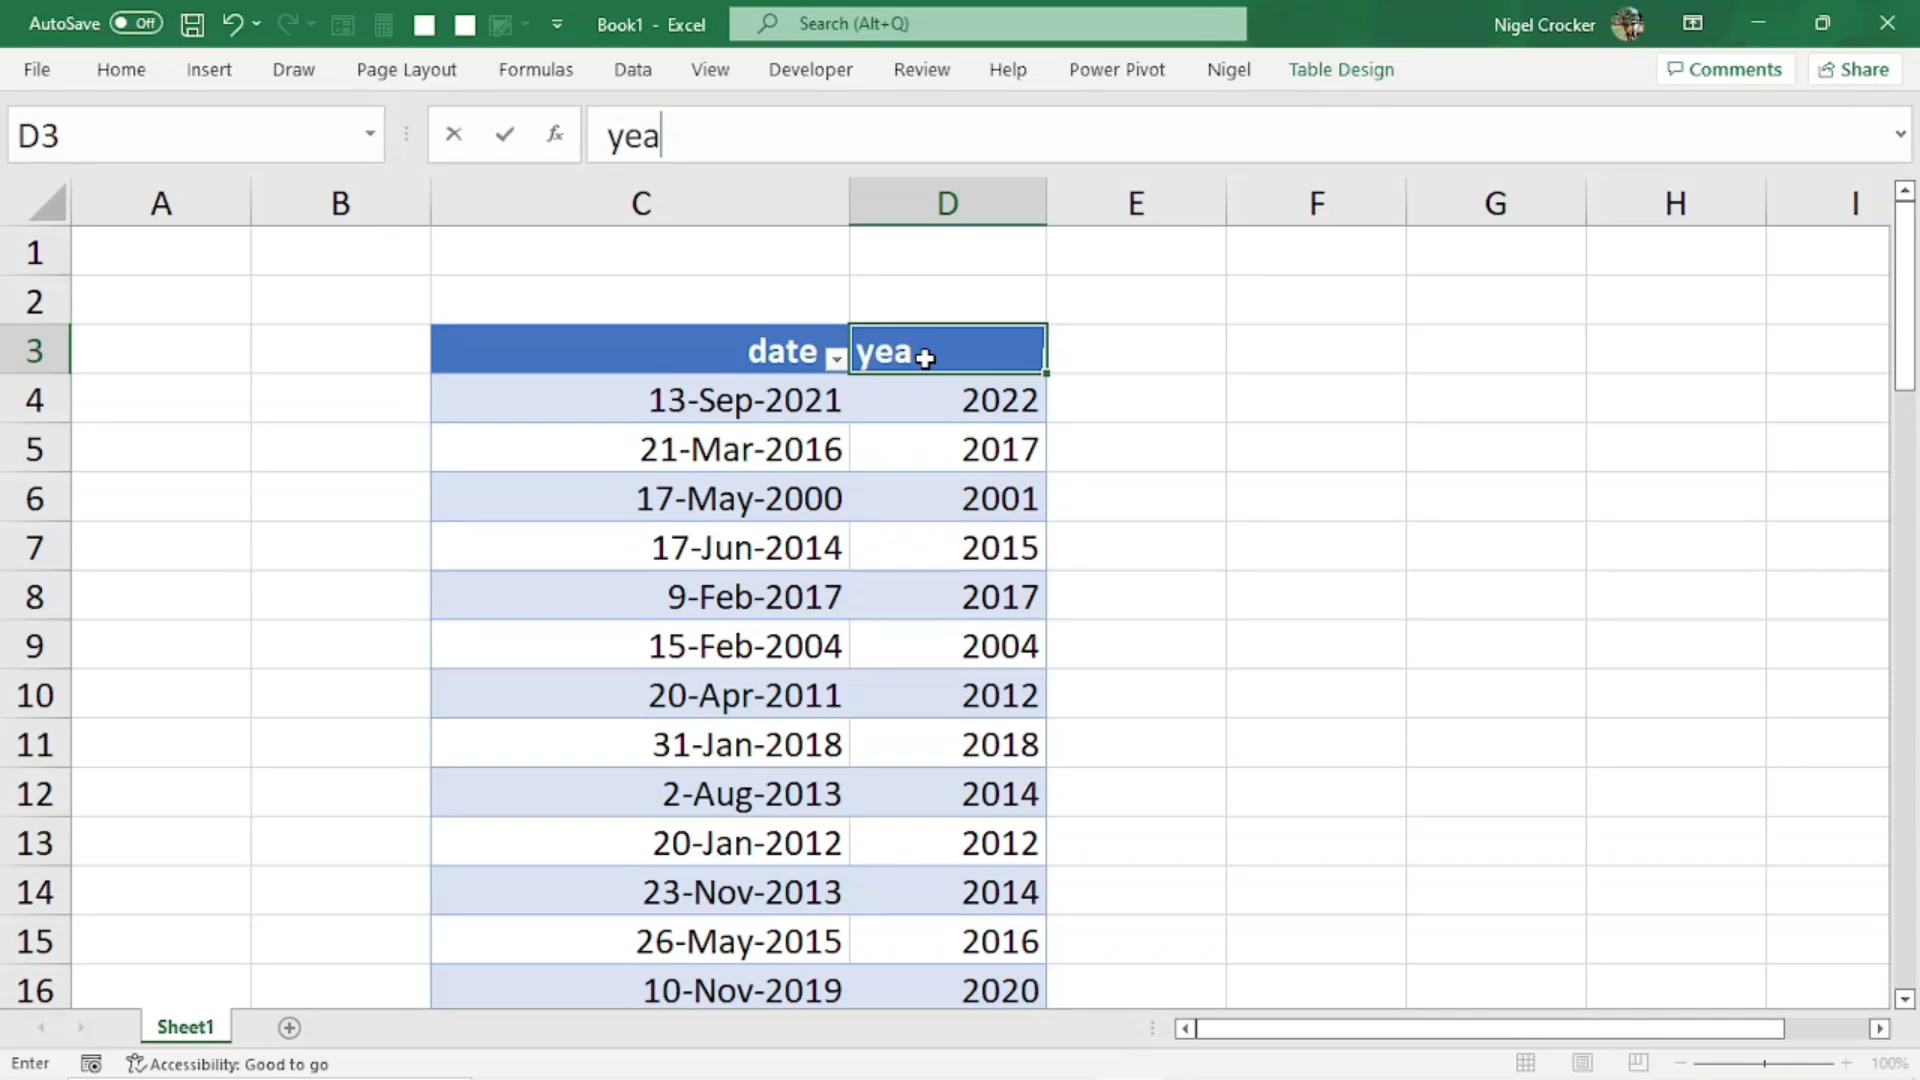 AutoSave Off Book1 - Excel Search (Alt+Q) Nigel Crocker
File Home Insert Draw Page Layout Formulas Data View Developer Review Help Power Pivot Nigel Table Design Comments Share
D3 fx yea
A B C D E F G H I
1
2
3 date yea
4 13-Sep-2021 2022
5 21-Mar-2016 2017
6 17-May-2000 2001
7 17-Jun-2014 2015
8 9-Feb-2017 2017
9 15-Feb-2004 2004
10 20-Apr-2011 2012
11 31-Jan-2018 2018
12 2-Aug-2013 2014
13 20-Jan-2012 2012
14 23-Nov-2013 2014
15 26-May-2015 2016
16 10-Nov-2019 2020
Sheet1
Enter Accessibility: Good to go 100%